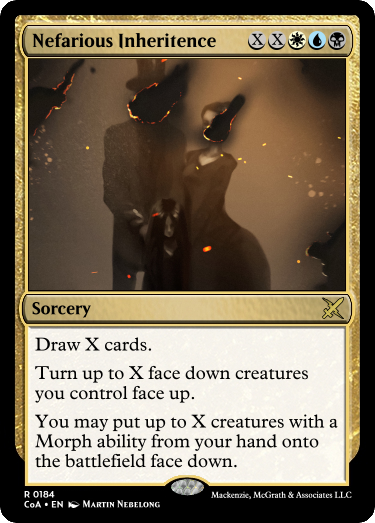 Nefarious Inheritence XXWUB
Sorcery
Draw X cards.
Turn up to X face down creatures
you control face up.
You may put up to X creatures with a
Morph ability from your hand onto
the battlefield face down.
R 0184
CoA • EN Martin Nebelong
Mackenzie, McGrath & Associates LLC